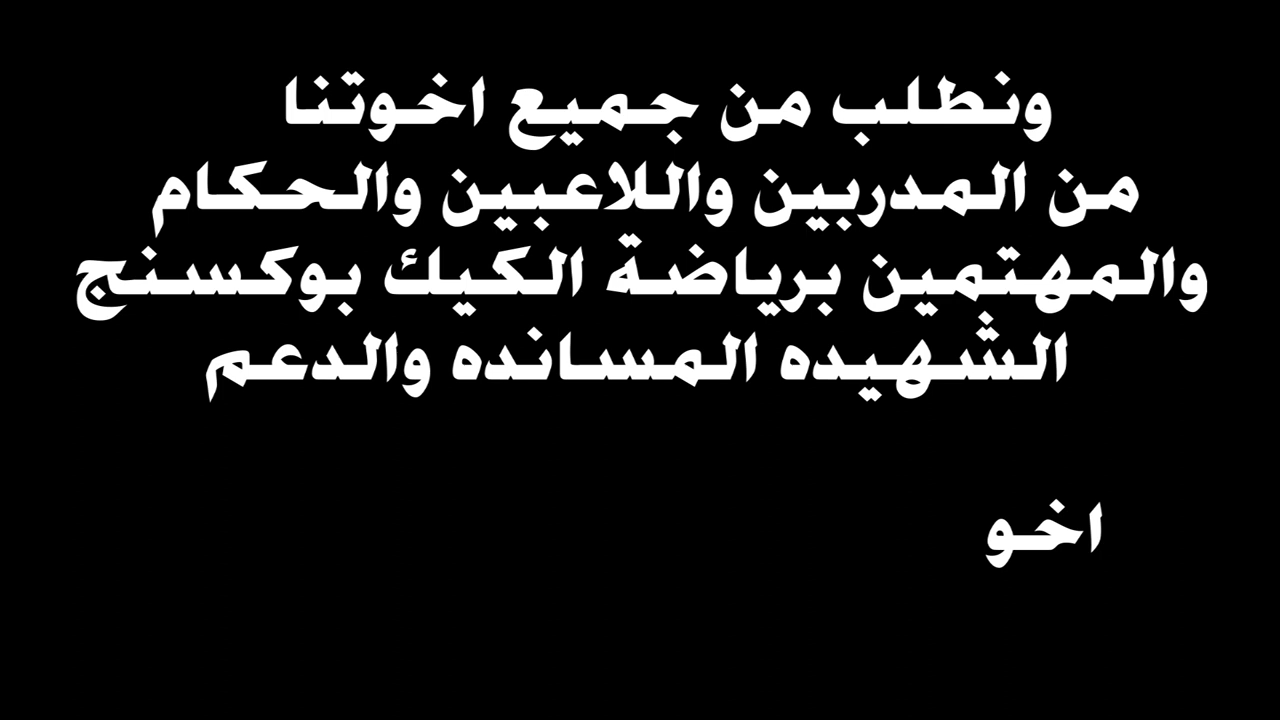 ونطلب من جميع اخوتنا
من المدربين واللاعبين والحكام
والمهتمين برياضة الكيك بوكسنج
الشهيده المسانده والدعم
اخو